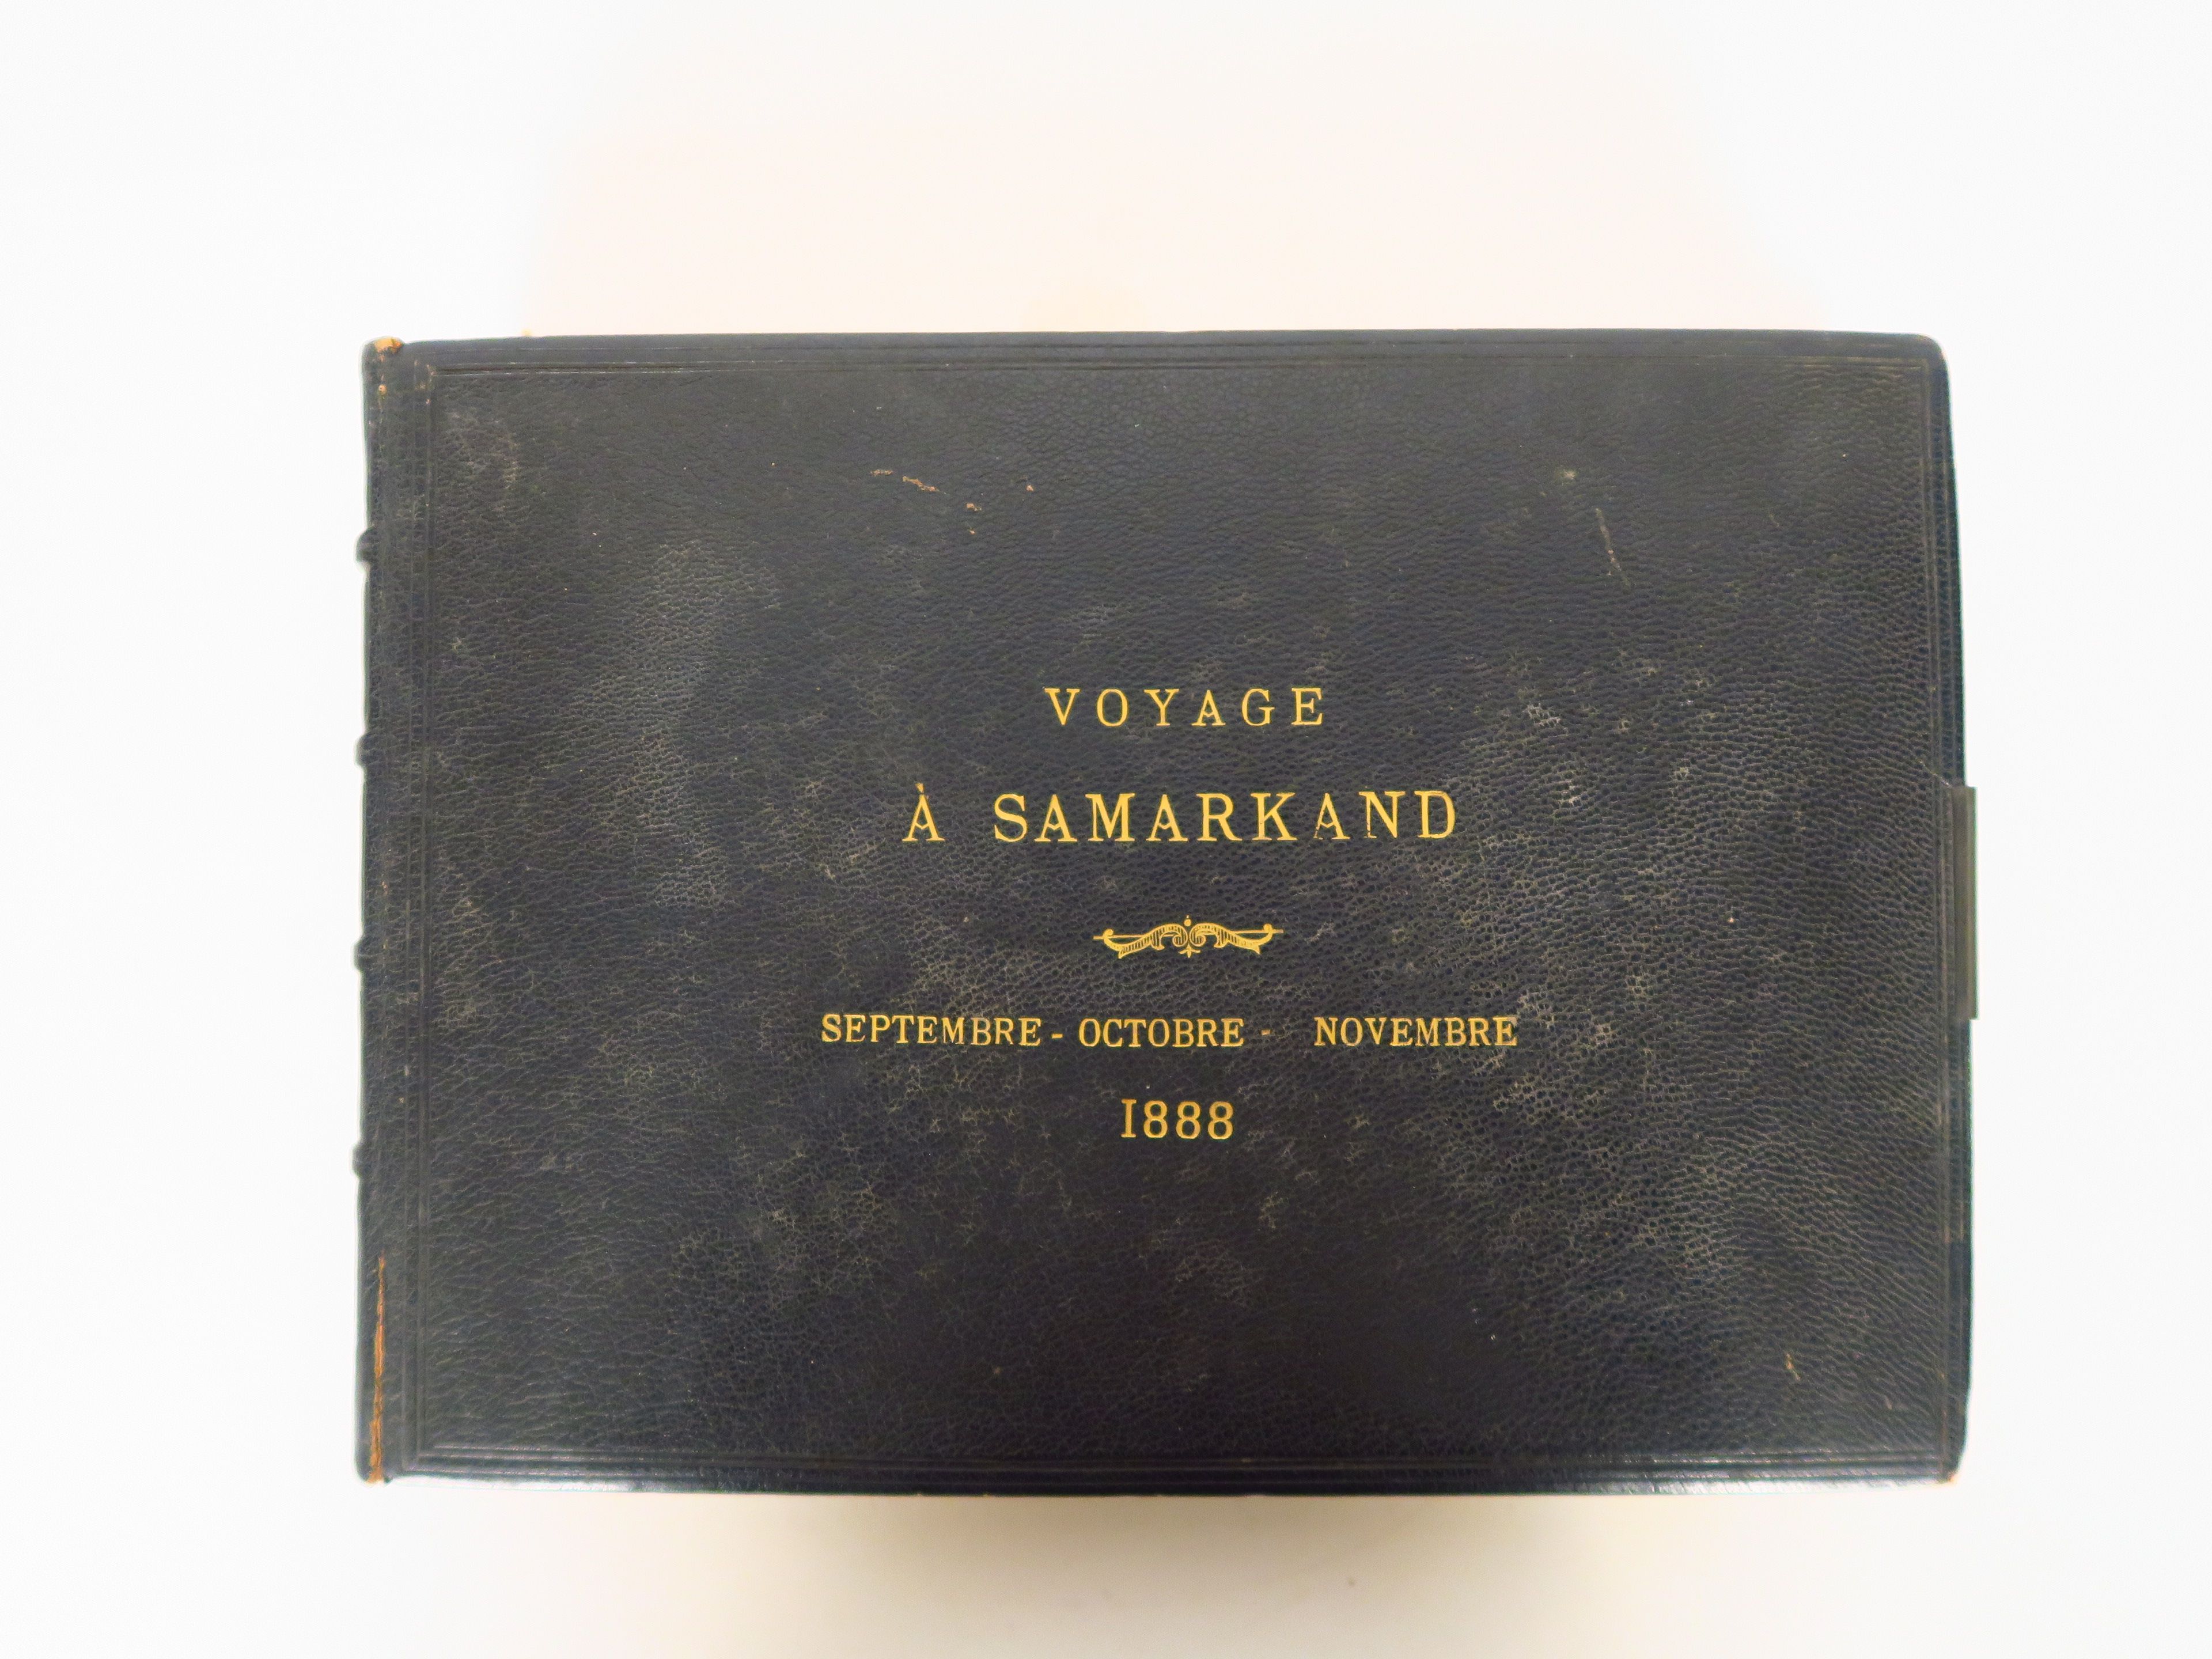 VOYAGE
À SAMARKAND
SEPTEMBRE - OCTOBRE - NOVEMBRE
1888